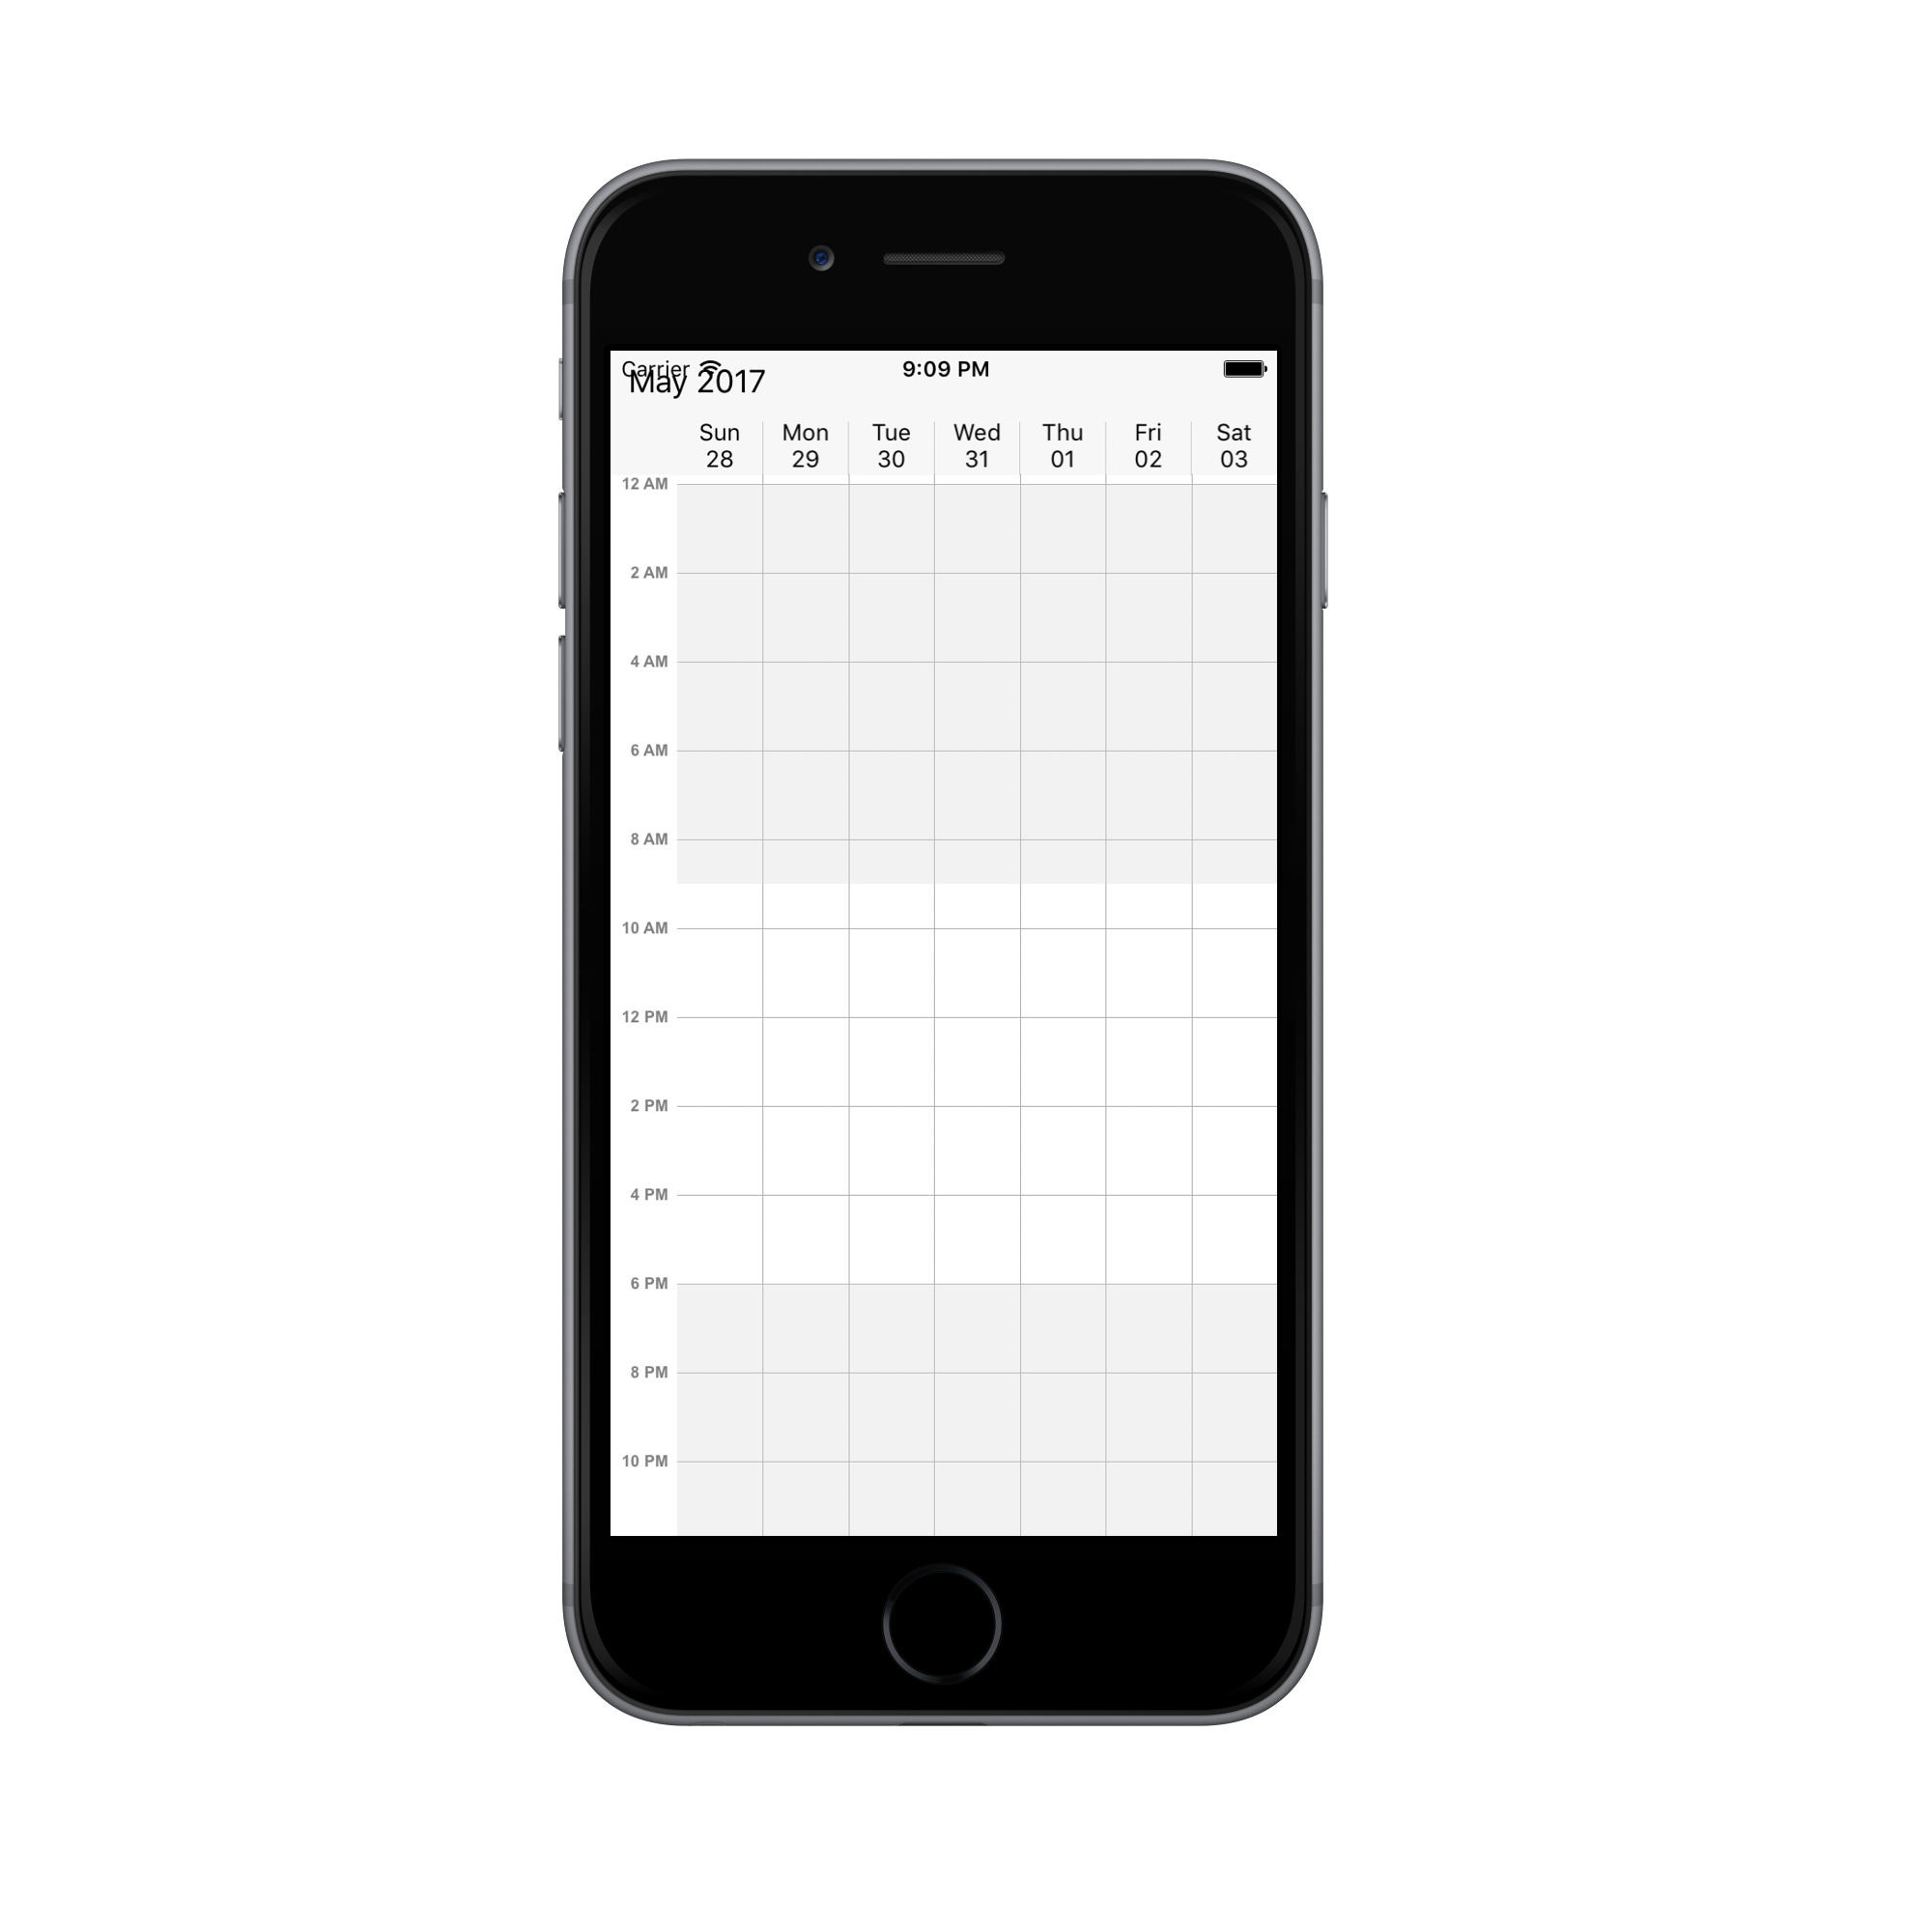 Carrier 9:09 PM
May 2017
Sun Mon Tue Wed Thu Fri Sat
28 29 30 31 01 02 03
12 AM
2 AM
4 AM
6 AM
8 AM
10 AM
12 PM
2 PM
4 PM
6 PM
8 PM
10 PM